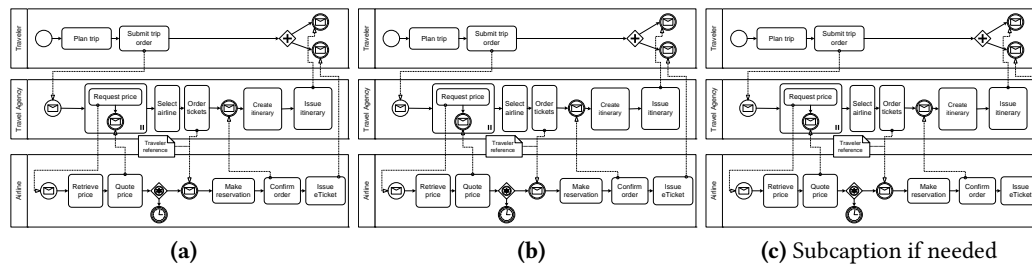 Traveler
Plan trip
Submit trip
order
Travel Agency
Request price
Select
airline
Order
tickets
Create
itinerary
Issue
itinerary
Traveler
reference
Airline
Retrieve
price
Quote
price
Make
reservation
Confirm
order
Issue
eTicket
(a)
Traveler
Plan trip
Submit trip
order
Travel Agency
Request price
Select
airline
Order
tickets
Create
itinerary
Issue
itinerary
Traveler
reference
Airline
Retrieve
price
Quote
price
Make
reservation
Confirm
order
Issue
eTicket
(b)
Traveler
Plan trip
Submit trip
order
Travel Agency
Request price
Select
airline
Order
tickets
Create
itinerary
Issue
itinerary
Traveler
reference
Airline
Retrieve
price
Quote
price
Make
reservation
Confirm
order
Issue
eTicket
(c) Subcaption if needed